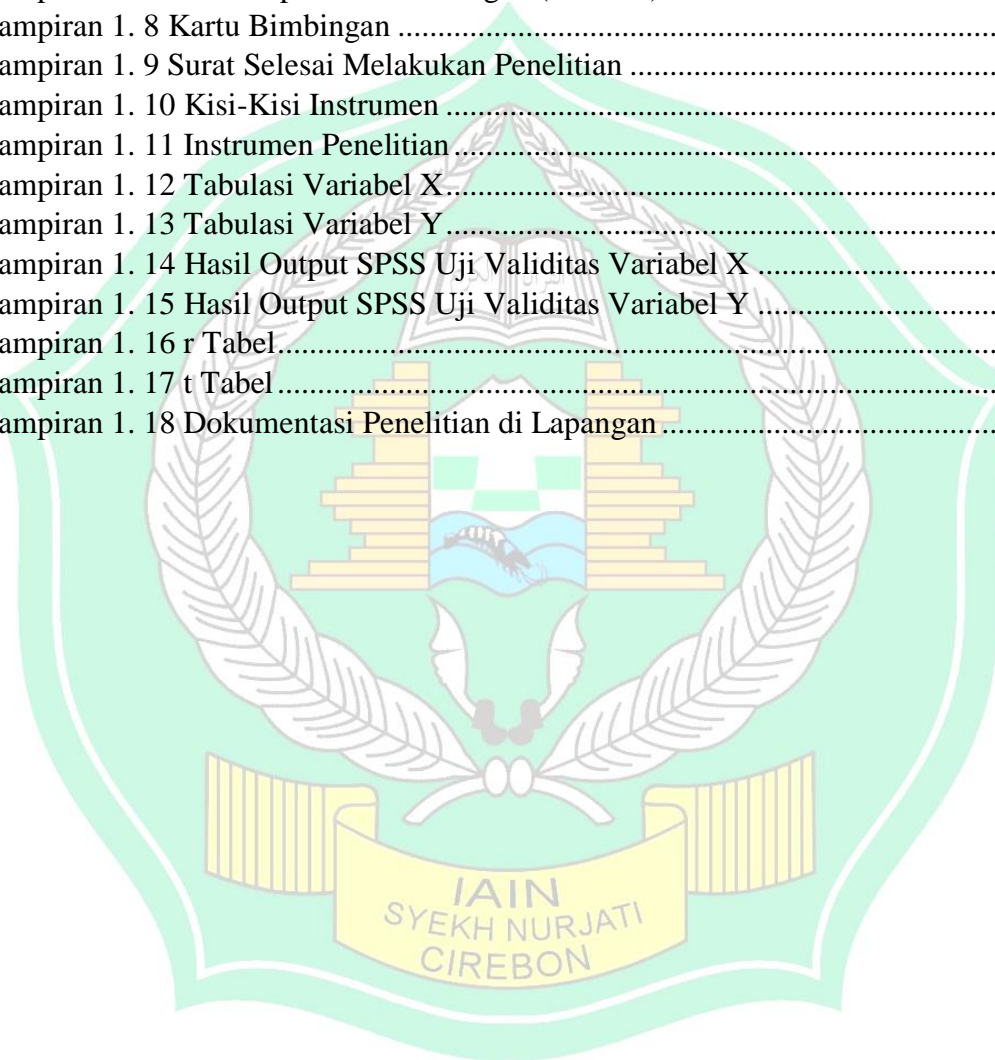 ampiran 1. 8 Kartu Bimbingan ....................................................................
ampiran 1. 9 Surat Selesai Melakukan Penelitian ..............................................
ampiran 1. 10 Kisi-Kisi Instrumen ....................................................................
ampiran 1. 11 Instrumen Penelitian ...................................................................
ampiran 1. 12 Tabulasi Variabel X ....................................................................
ampiran 1. 13 Tabulasi Variabel Y ....................................................................
ampiran 1. 14 Hasil Output SPSS Uji Validitas Variabel X ..............................
ampiran 1. 15 Hasil Output SPSS Uji Validitas Variabel Y ..............................
ampiran 1. 16 r Tabel..........................................................................................
ampiran 1. 17 t Tabel ..........................................................................................
ampiran 1. 18 Dokumentasi Penelitian di Lapangan ..........................................
IAIN
SYEKH NURJATI
CIREBON